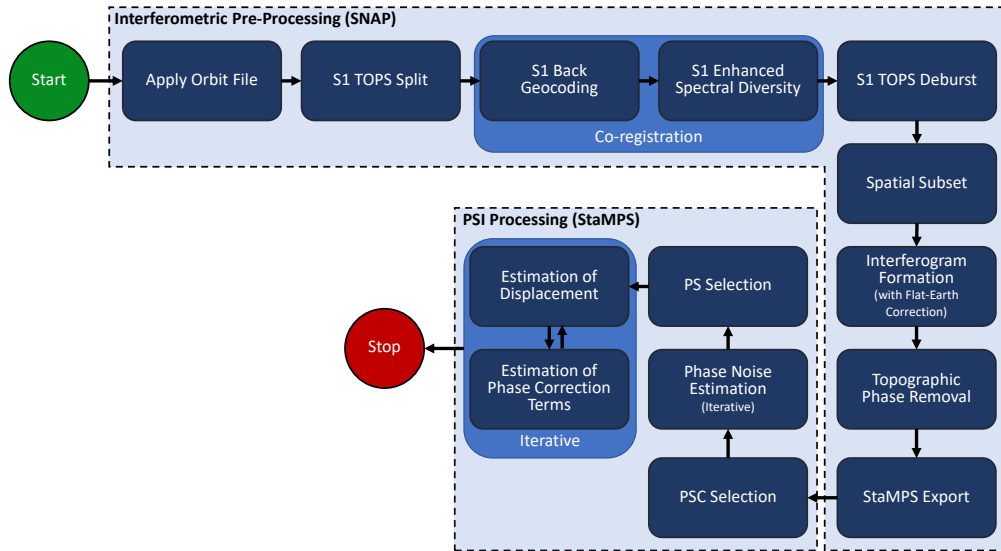 Interferometric Pre-Processing (SNAP)
Start
Apply Orbit File
S1 TOPS Split
S1 Back
Geocoding
S1 Enhanced
Spectral Diversity
Co-registration
S1 TOPS Deburst
Spatial Subset
Interferogram
Formation
(with Flat-Earth
Correction)
Topographic
Phase Removal
StaMPS Export
PSI Processing (StaMPS)
PSC Selection
Phase Noise
Estimation
(Iterative)
PS Selection
Estimation of
Displacement
Estimation of
Phase Correction
Terms
Iterative
Stop